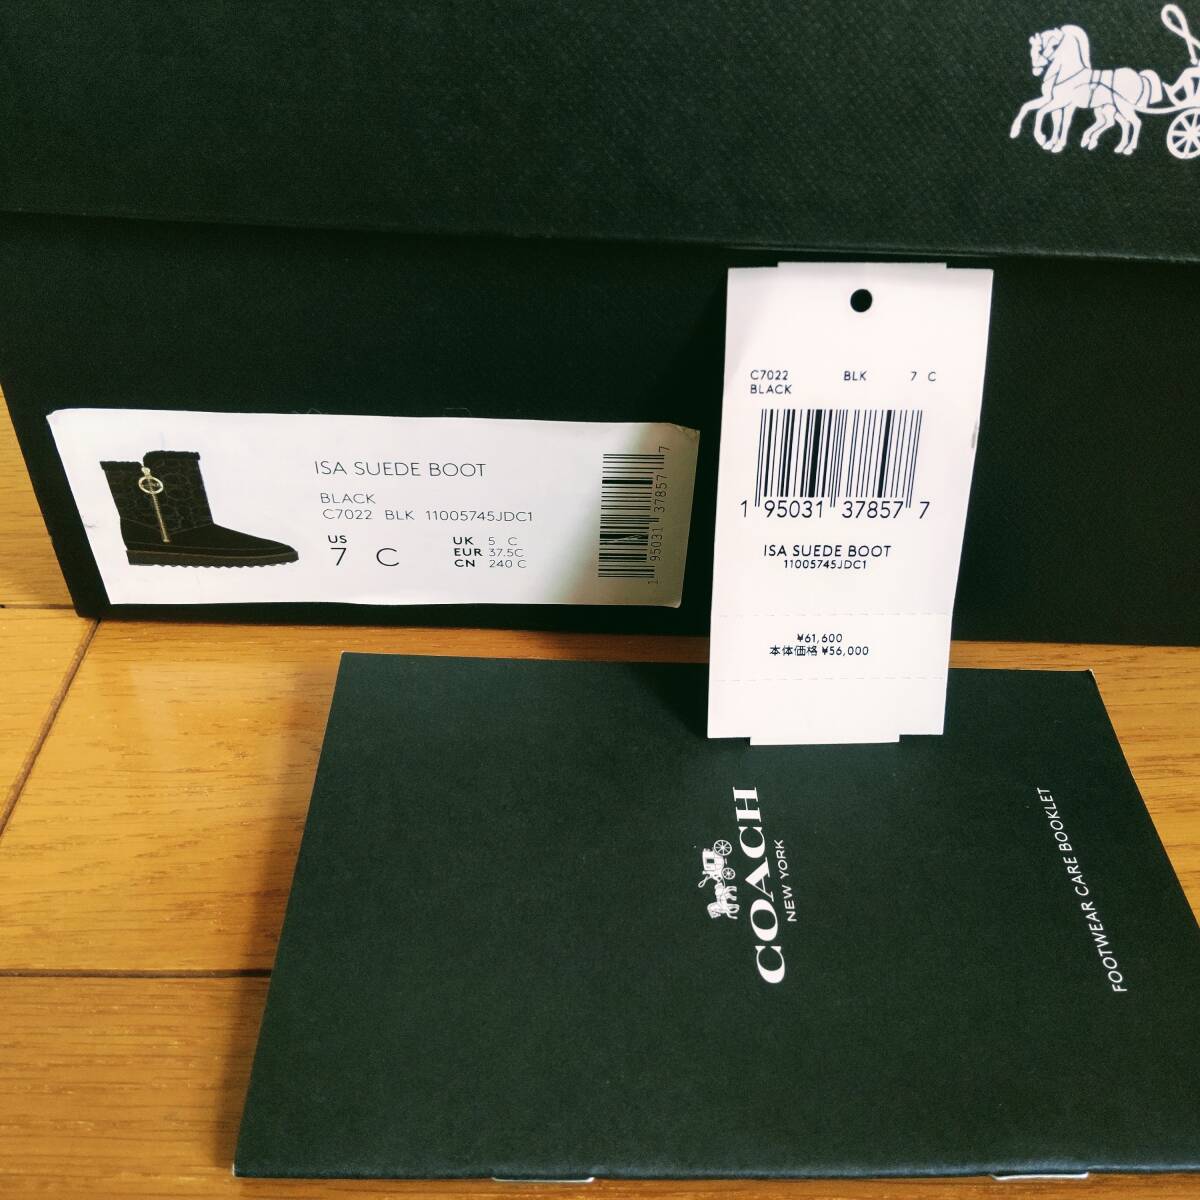 ISA SUEDE BOOT
BLACK
C7022 BLK 11005745JDC1
US
7 C
UK 5 C
EUR 37.5C
CN 240 C
1 95031 37857 7
C7022 BLK 7 C
BLACK
1 95031 37857 7
ISA SUEDE BOOT
11005745JDC1
¥61,600
本体価格 ¥56,000
COACH
NEW YORK
FOOTWEAR CARE BOOKLET